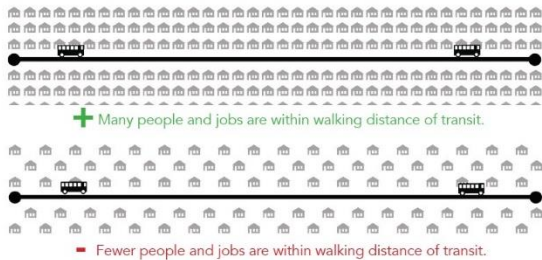 + Many people and jobs are within walking distance of transit.
- Fewer people and jobs are within walking distance of transit.